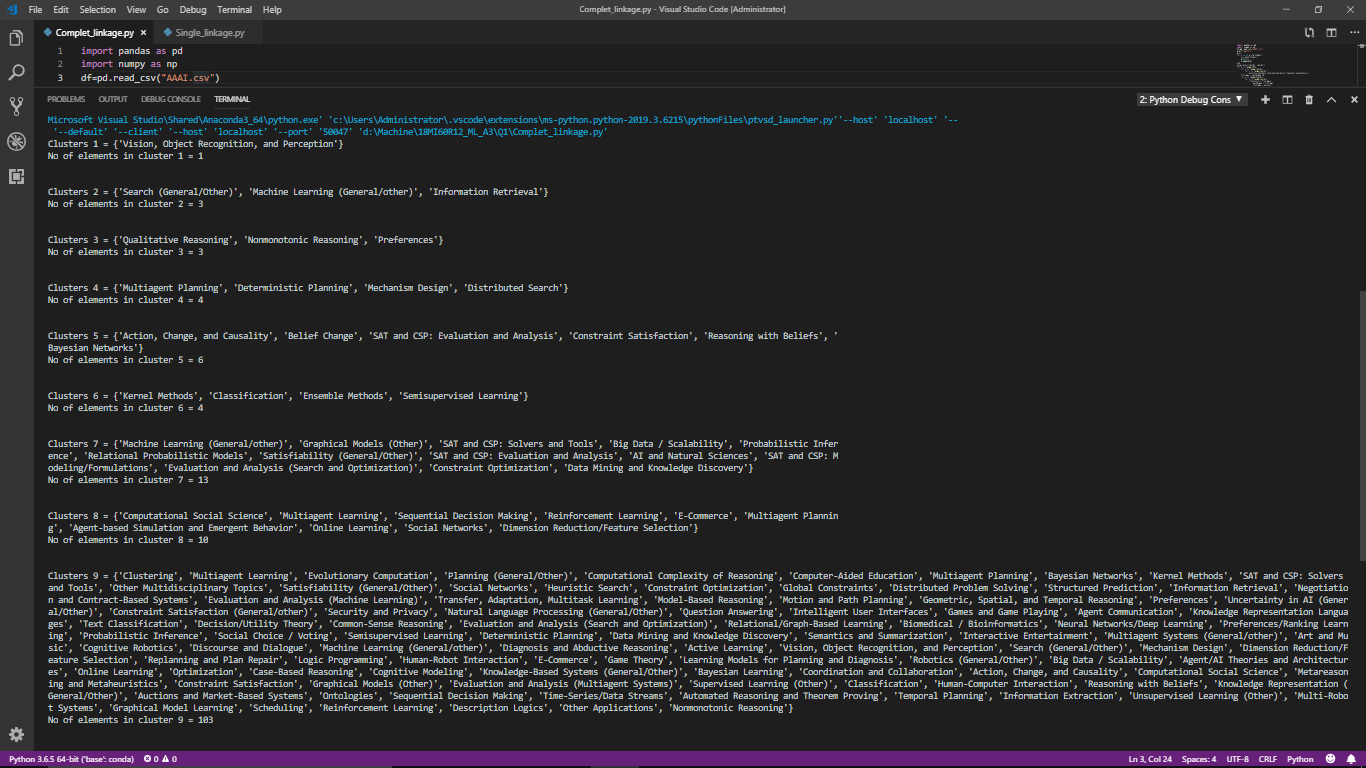 File Edit Selection View Go Debug Terminal Help
Complet_linkage.py - Visual Studio Code [Administrator]
Complet_linkage.py × Single_linkage.py
1 import pandas as pd
2 import numpy as np
3 df=pd.read_csv("AAAI.csv")
PROBLEMS OUTPUT DEBUG CONSOLE TERMINAL
2: Python Debug Cons
Microsoft Visual Studio\Shared\Anaconda3_64\python.exe' 'c:\Users\Administrator\.vscode\extensions\ms-python.python-2019.3.6215\pythonFiles\ptvsd_launcher.py''--host' 'localhost' '--
'--default' '--client' '--host' 'localhost' '--port' '50047' 'd:\Machine\18MI60R12_ML_A3\Q1\Complet_linkage.py'
Clusters 1 = {'Vision, Object Recognition, and Perception'}
No of elements in cluster 1 = 1
Clusters 2 = {'Search (General/Other)', 'Machine Learning (General/other)', 'Information Retrieval'}
No of elements in cluster 2 = 3
Clusters 3 = {'Qualitative Reasoning', 'Nonmonotonic Reasoning', 'Preferences'}
No of elements in cluster 3 = 3
Clusters 4 = {'Multiagent Planning', 'Deterministic Planning', 'Mechanism Design', 'Distributed Search'}
No of elements in cluster 4 = 4
Clusters 5 = {'Action, Change, and Causality', 'Belief Change', 'SAT and CSP: Evaluation and Analysis', 'Constraint Satisfaction', 'Reasoning with Beliefs', '
Bayesian Networks'}
No of elements in cluster 5 = 6
Clusters 6 = {'Kernel Methods', 'Classification', 'Ensemble Methods', 'Semisupervised Learning'}
No of elements in cluster 6 = 4
Clusters 7 = {'Machine Learning (General/other)', 'Graphical Models (Other)', 'SAT and CSP: Solvers and Tools', 'Big Data / Scalability', 'Probabilistic Infer
ence', 'Relational Probabilistic Models', 'Satisfiability (General/Other)', 'SAT and CSP: Evaluation and Analysis', 'AI and Natural Sciences', 'SAT and CSP: M
odeling/Formulations', 'Evaluation and Analysis (Search and Optimization)', 'Constraint Optimization', 'Data Mining and Knowledge Discovery'}
No of elements in cluster 7 = 13
Clusters 8 = {'Computational Social Science', 'Multiagent Learning', 'Sequential Decision Making', 'Reinforcement Learning', 'E-Commerce', 'Multiagent Plannin
g', 'Agent-based Simulation and Emergent Behavior', 'Online Learning', 'Social Networks', 'Dimension Reduction/Feature Selection'}
No of elements in cluster 8 = 10
Clusters 9 = {'Clustering', 'Multiagent Learning', 'Evolutionary Computation', 'Planning (General/Other)', 'Computational Complexity of Reasoning', 'Computer-Aided Education', 'Multiagent Planning', 'Bayesian Networks', 'Kernel Methods', 'SAT and CSP: Solvers
and Tools', 'Other Multidisciplinary Topics', 'Satisfiability (General/Other)', 'Social Networks', 'Heuristic Search', 'Constraint Optimization', 'Global Constraints', 'Distributed Problem Solving', 'Structured Prediction', 'Information Retrieval', 'Negotiatio
n and Contract-Based Systems', 'Evaluation and Analysis (Machine Learning)', 'Transfer, Adaptation, Multitask Learning', 'Model-Based Reasoning', 'Motion and Path Planning', 'Geometric, Spatial, and Temporal Reasoning', 'Preferences', 'Uncertainty in AI (Gener
al/Other)', 'Constraint Satisfaction (General/other)', 'Security and Privacy', 'Natural Language Processing (General/Other)', 'Question Answering', 'Intelligent User Interfaces', 'Games and Game Playing', 'Agent Communication', 'Knowledge Representation Langua
ges', 'Text Classification', 'Decision/Utility Theory', 'Common-Sense Reasoning', 'Evaluation and Analysis (Search and Optimization)', 'Relational/Graph-Based Learning', 'Biomedical / Bioinformatics', 'Neural Networks/Deep Learning', 'Preferences/Ranking Learn
ing', 'Probabilistic Inference', 'Social Choice / Voting', 'Semisupervised Learning', 'Deterministic Planning', 'Data Mining and Knowledge Discovery', 'Semantics and Summarization', 'Interactive Entertainment', 'Multiagent Systems (General/other)', 'Art and Mu
sic', 'Cognitive Robotics', 'Discourse and Dialogue', 'Machine Learning (General/other)', 'Diagnosis and Abductive Reasoning', 'Active Learning', 'Vision, Object Recognition, and Perception', 'Search (General/Other)', 'Mechanism Design', 'Dimension Reduction/F
eature Selection', 'Replanning and Plan Repair', 'Logic Programming', 'Human-Robot Interaction', 'E-Commerce', 'Game Theory', 'Learning Models for Planning and Diagnosis', 'Robotics (General/Other)', 'Big Data / Scalability', 'Agent/AI Theories and Architectur
es', 'Online Learning', 'Optimization', 'Case-Based Reasoning', 'Cognitive Modeling', 'Knowledge-Based Systems (General/Other)', 'Bayesian Learning', 'Coordination and Collaboration', 'Action, Change, and Causality', 'Computational Social Science', 'Metareason
ing and Metaheuristics', 'Constraint Satisfaction', 'Graphical Models (Other)', 'Evaluation and Analysis (Multiagent Systems)', 'Supervised Learning (Other)', 'Classification', 'Human-Computer Interaction', 'Reasoning with Beliefs', 'Knowledge Representation (
General/Other)', 'Auctions and Market-Based Systems', 'Ontologies', 'Sequential Decision Making', 'Time-Series/Data Streams', 'Automated Reasoning and Theorem Proving', 'Temporal Planning', 'Information Extraction', 'Unsupervised Learning (Other)', 'Multi-Robo
t Systems', 'Graphical Model Learning', 'Scheduling', 'Reinforcement Learning', 'Description Logics', 'Other Applications', 'Nonmonotonic Reasoning'}
No of elements in cluster 9 = 103
Python 3.6.5 64-bit ('base': conda) 0 0 Ln 3, Col 24 Spaces: 4 UTF-8 CRLF Python